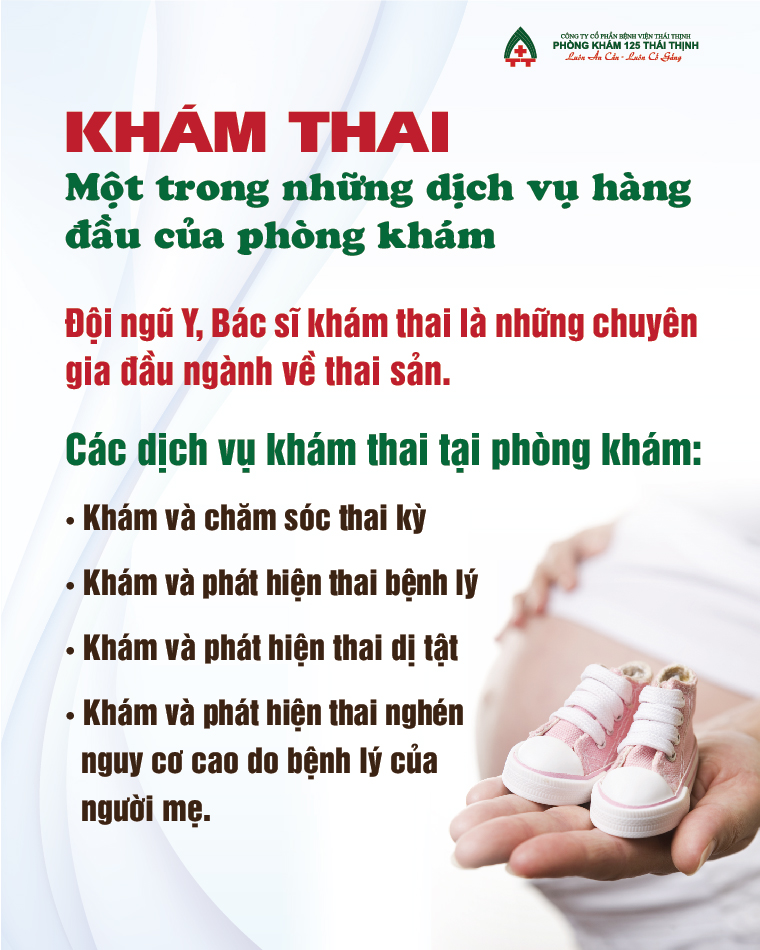 CÔNG TY CỔ PHẦN BỆNH VIỆN THÁI THỊNH
PHÒNG KHÁM 125 THÁI THỊNH
Luôn Ân Cần - Luôn Cố Gắng
KHÁM THAI
Một trong những dịch vụ hàng
đầu của phòng khám
Đội ngũ Y, Bác sĩ khám thai là những chuyên
gia đầu ngành về thai sản.
Các dịch vụ khám thai tại phòng khám:
• Khám và chăm sóc thai kỳ
• Khám và phát hiện thai bệnh lý
• Khám và phát hiện thai dị tật
• Khám và phát hiện thai nghén
nguy cơ cao do bệnh lý của
người mẹ.